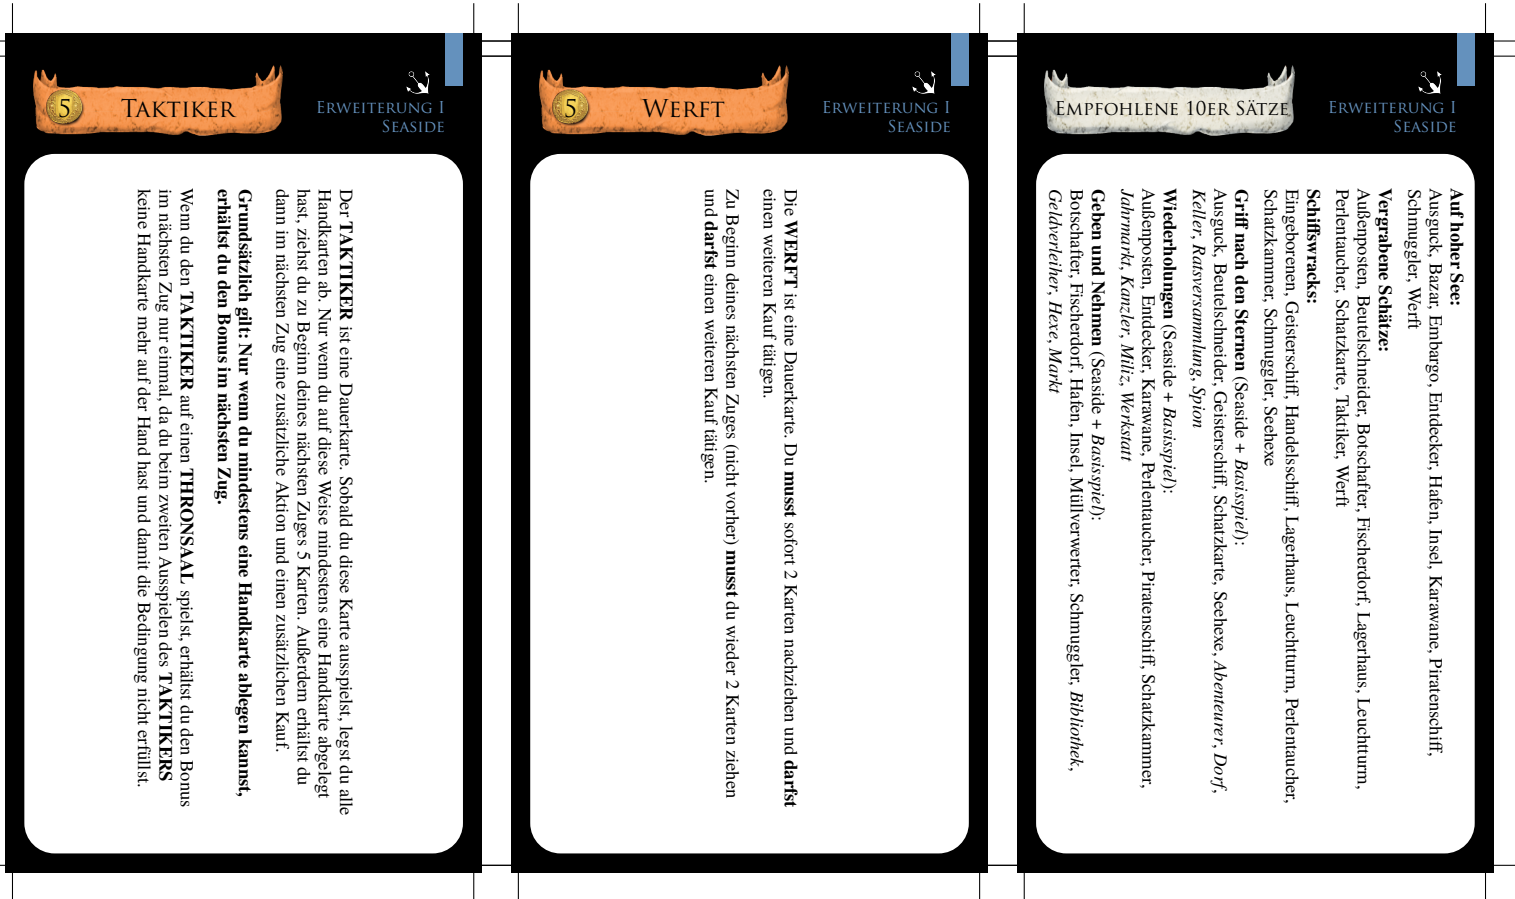 5
TAKTIKER
ERWEITERUNG I
SEASIDE
Der TAKTIKER ist eine Dauerkarte. Sobald du diese Karte ausspielst, legst du alle
Handkarten ab. Nur wenn du auf diese Weise mindestens eine Handkarte abgelegt
hast, ziehst du zu Beginn deines nächsten Zuges 5 Karten. Außerdem erhältst du
dann im nächsten Zug eine zusätzliche Aktion und einen zusätzlichen Kauf.
Grundsätzlich gilt: Nur wenn du mindestens eine Handkarte ablegen kannst,
erhältst du den Bonus im nächsten Zug.
Wenn du den TAKTIKER auf einen THRONSAAL spielst, erhältst du den Bonus
im nächsten Zug nur einmal, da du beim zweiten Ausspielen des TAKTIKERS
keine Handkarte mehr auf der Hand hast und damit die Bedingung nicht erfüllst.
5
WERFT
ERWEITERUNG I
SEASIDE
Die WERFT ist eine Dauerkarte. Du musst sofort 2 Karten nachziehen und darfst
einen weiteren Kauf tätigen.
Zu Beginn deines nächsten Zuges (nicht vorher) musst du wieder 2 Karten ziehen
und darfst einen weiteren Kauf tätigen.
EMPFOHLENE 10ER SÄTZE
ERWEITERUNG I
SEASIDE
Auf hoher See:
Ausguck, Bazar, Embargo, Entdecker, Hafen, Insel, Karawane, Piratenschiff,
Schmuggler, Werft
Vergrabene Schätze:
Außenposten, Beutelschneider, Botschafter, Fischerdorf, Lagerhaus, Leuchtturm,
Perlentaucher, Schatzkarte, Taktiker, Werft
Schiffswracks:
Eingeborenen, Geisterschiff, Handelsschiff, Lagerhaus, Leuchtturm, Perlentaucher,
Schatzkammer, Schmuggler, Seehexe
Griff nach den Sternen (Seaside + Basisspiel):
Ausguck, Beutelschneider, Geisterschiff, Schatzkarte, Seehexe, Abenteurer, Dorf,
Keller, Ratsversammlung, Spion
Wiederholungen (Seaside + Basisspiel):
Außenposten, Entdecker, Karawane, Perlentaucher, Piratenschiff, Schatzkammer,
Jahrmarkt, Kanzler, Miliz, Werkstatt
Geben und Nehmen (Seaside + Basisspiel):
Botschafter, Fischerdorf, Hafen, Insel, Müllverwerter, Schmuggler, Bibliothek,
Geldverleiher, Hexe, Markt